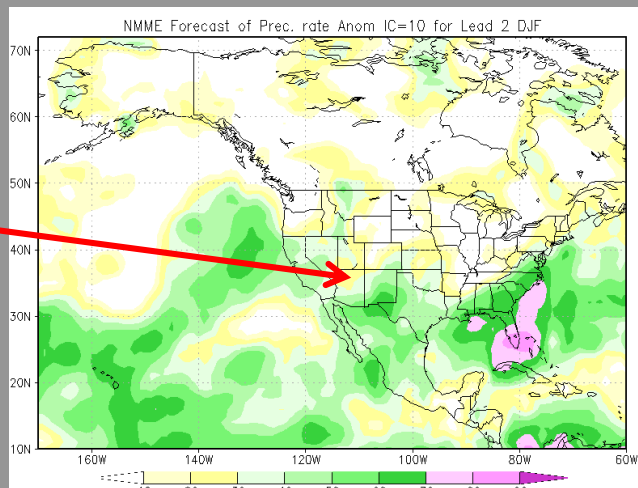 NMME Forecast of Prec. rate Anom IC=10 for Lead 2 DJF
70N
60N
50N
40N
30N
20N
10N
160W 140W 120W 100W 80W 60W